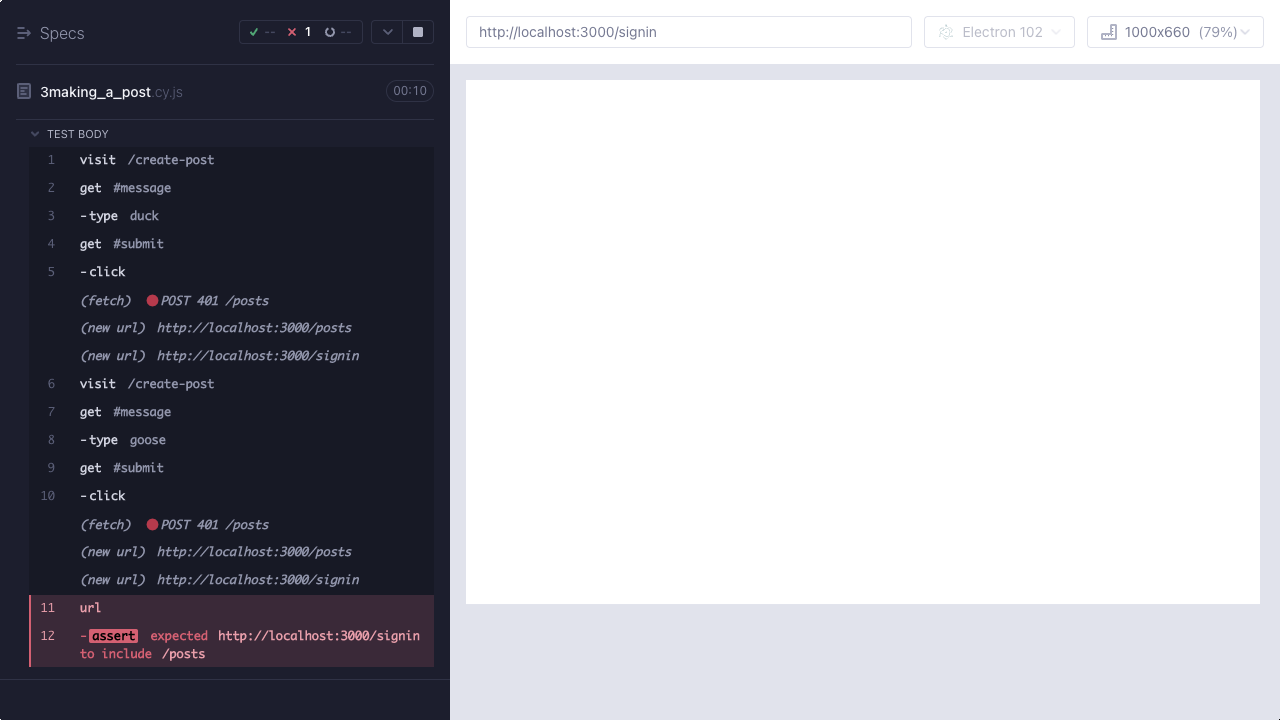 Specs
-- 1 --
3making_a_post.cy.js 00:10
TEST BODY
1 visit /create-post
2 get #message
3 -type duck
4 get #submit
5 -click
(fetch) POST 401 /posts
(new url) http://localhost:3000/posts
(new url) http://localhost:3000/signin
6 visit /create-post
7 get #message
8 -type goose
9 get #submit
10 -click
(fetch) POST 401 /posts
(new url) http://localhost:3000/posts
(new url) http://localhost:3000/signin
11 url
12 -assert expected http://localhost:3000/signin
to include /posts
http://localhost:3000/signin
Electron 102
1000x660 (79%)